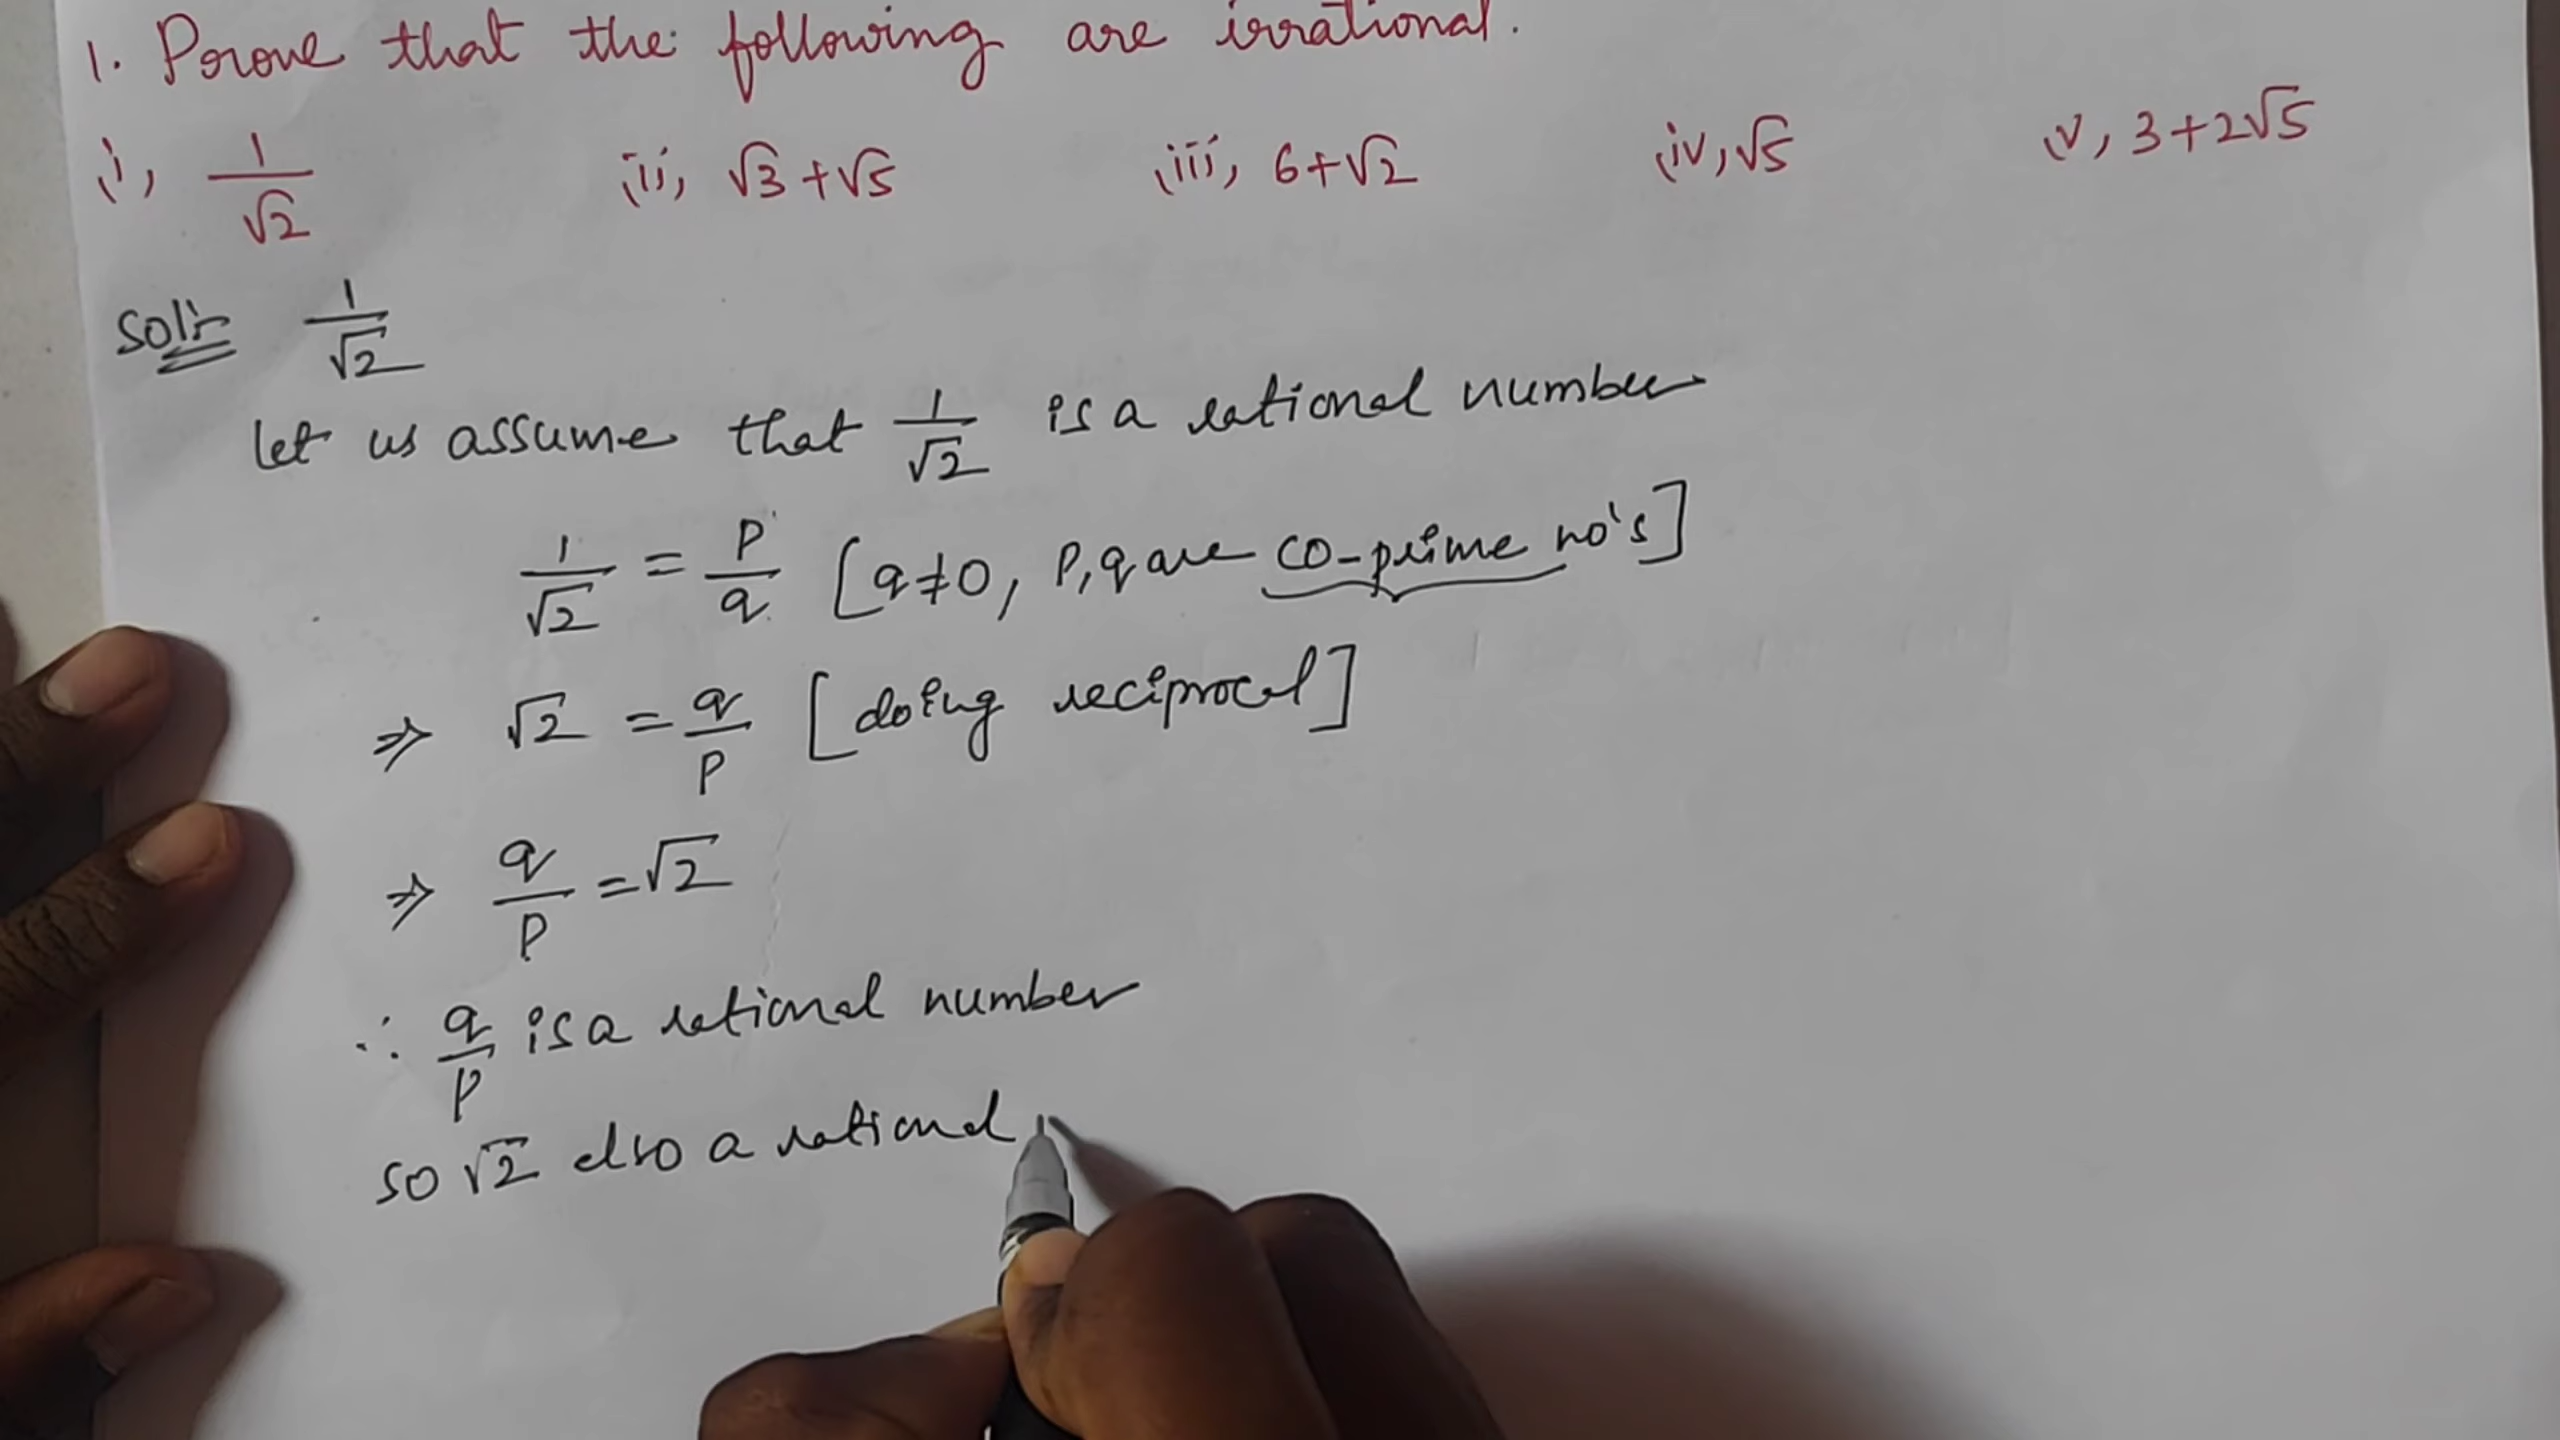 1. Prove that the following are irrational.
(i, 1/√2 (ii, √3+√5 (iii, 6+√2 (iv, √5 (v, 3+2√5
Soln 1/√2
let us assume that 1/√2 is a rational number
1/√2 = P/q [q≠0, P,q are co-prime no's]
⇒ √2 = q/P [doing reciprocal]
⇒ q/P = √2
∴ q/P is a rational number
so √2 also a rational